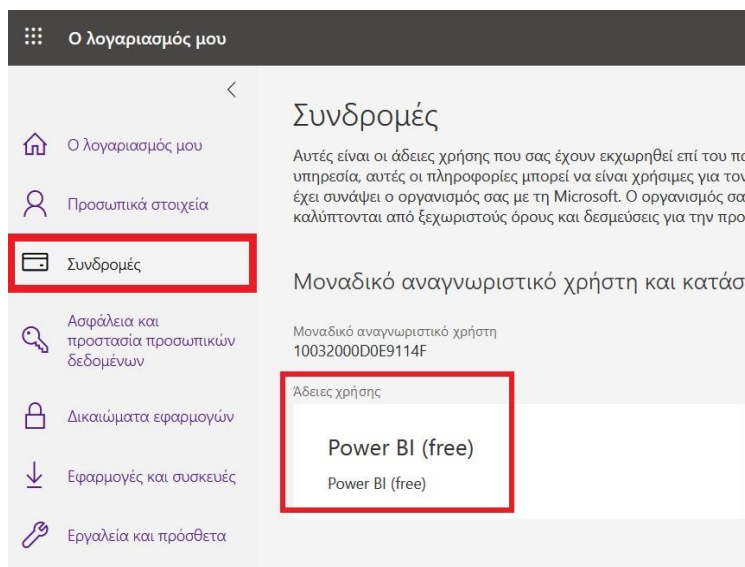 Ο λογαριασμός μου
Ο λογαριασμός μου
Προσωπικά στοιχεία
Συνδρομές
Ασφάλεια και
προστασία προσωπικών
δεδομένων
Δικαιώματα εφαρμογών
Εφαρμογές και συσκευές
Εργαλεία και πρόσθετα
Συνδρομές
Αυτές είναι οι άδειες χρήσης που σας έχουν εκχωρηθεί επί του
υπηρεσία, αυτές οι πληροφορίες μπορεί να είναι χρήσιμες για τον
έχει συνάψει ο οργανισμός σας με τη Microsoft. Ο οργανισμός σα
καλύπτονται από ξεχωριστούς όρους και δεσμεύσεις για την προ
Μοναδικό αναγνωριστικό χρήστη και κατάσ
Μοναδικό αναγνωριστικό χρήστη
10032000D0E9114F
Άδειες χρήσης
Power BI (free)
Power BI (free)